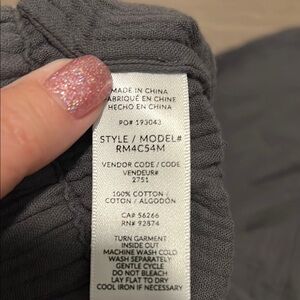 MADE IN CHINA
FABRIQUÉ EN CHINE
HECHO EN CHINA
PO# 193043
STYLE / MODEL#
RM4C54M
VENDOR CODE / CODE
VENDEUR#
2751
100% COTTON /
COTON / ALGODÓN
CA# 56266
RN# 92874
TURN GARMENT
INSIDE OUT
MACHINE WASH COLD
WASH SEPARATELY
GENTLE CYCLE
DO NOT BLEACH
LAY FLAT TO DRY
COOL IRON IF NECESSARY